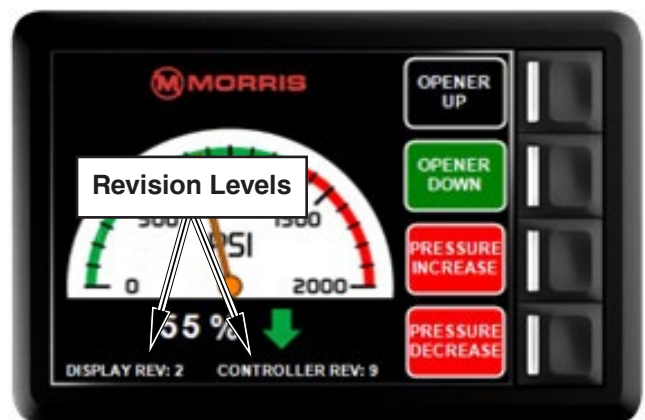 MORRIS
OPENER
UP
OPENER
DOWN
Revision Levels
500
1500
PSI
PRESSURE
INCREASE
0
2000
55 %
PRESSURE
DECREASE
DISPLAY REV: 2
CONTROLLER REV: 9